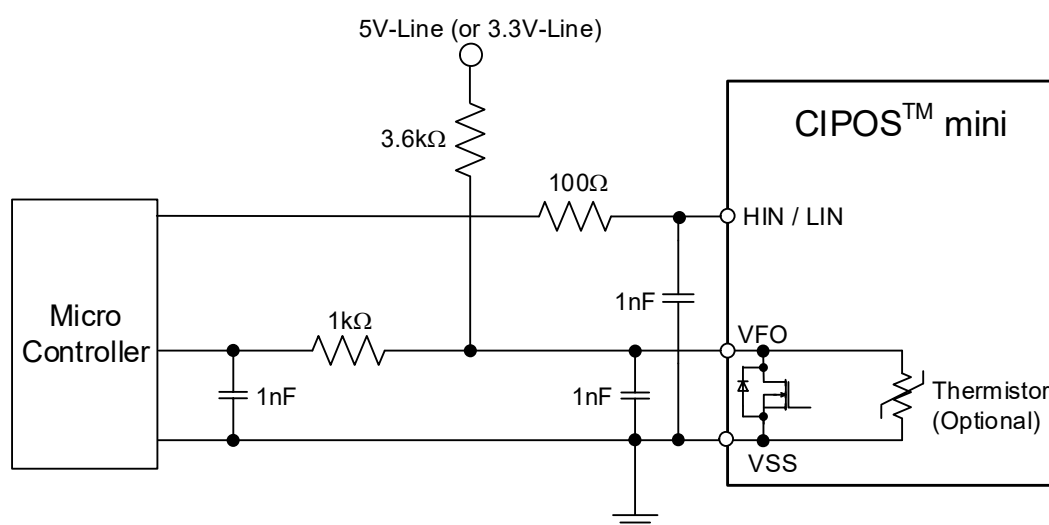 5V-Line (or 3.3V-Line)
3.6kΩ
CIPOS™ mini
100Ω
HIN / LIN
1nF
Micro
Controller
1kΩ
VFO
1nF
1nF
Thermistor
(Optional)
VSS